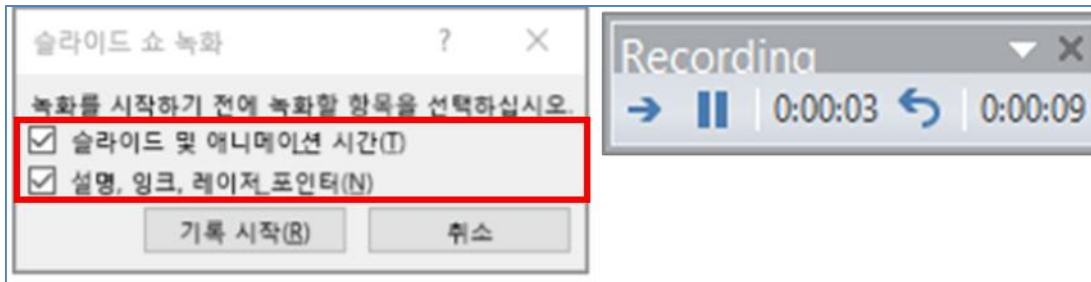 슬라이드 쇼 녹화 ? ×
녹화를 시작하기 전에 녹화할 항목을 선택하십시오.
슬라이드 및 애니메이션 시간(T)
설명, 잉크, 레이저 포인터(N)
기록 시작(R) 취소
Recording
0:00:03 0:00:09